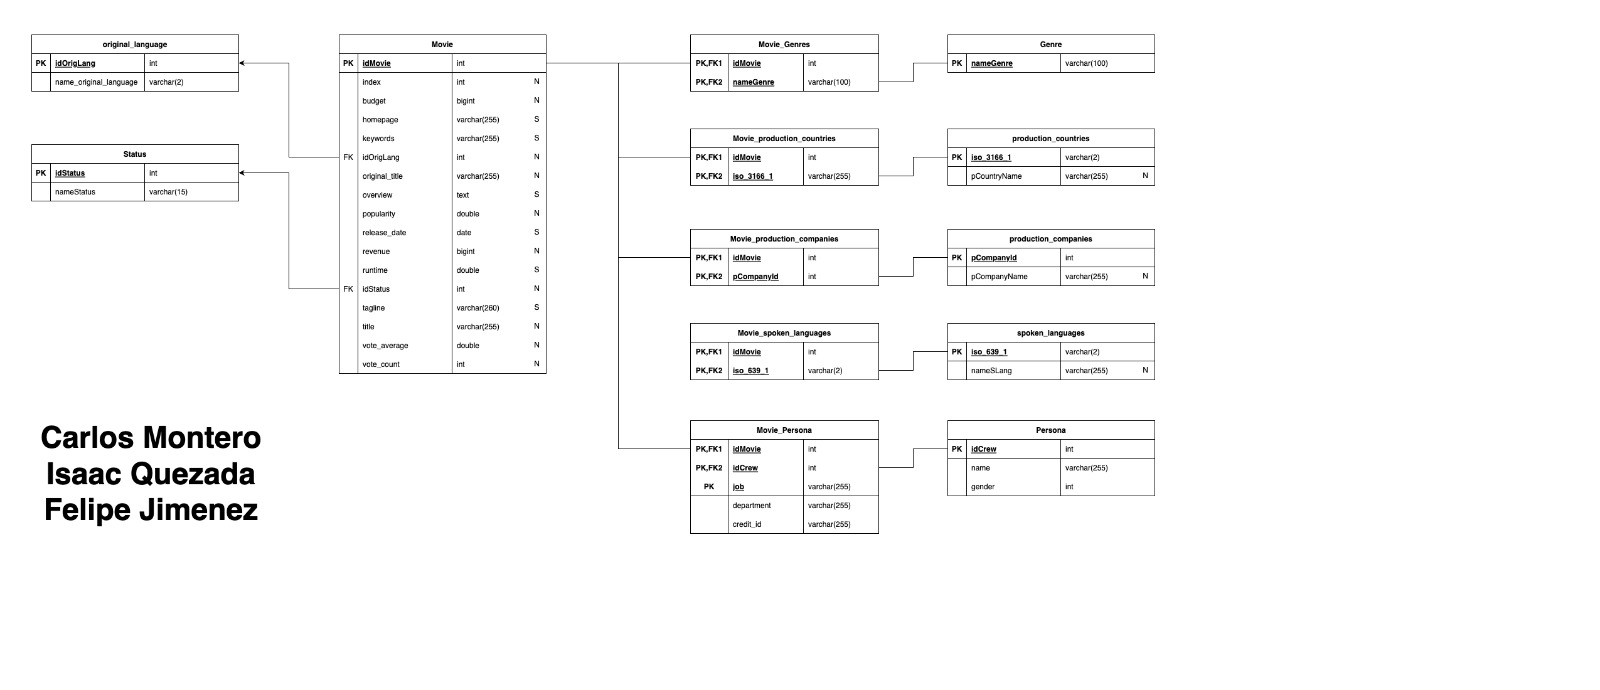 original_language
PK idOrigLang int
name_original_language varchar(2)
Status
PK idStatus int
nameStatus varchar(15)
Movie
PK idMovie int
index int N
budget bigint N
homepage varchar(255) S
keywords varchar(255) S
FK idOrigLang int N
original_title varchar(255) N
overview text S
popularity double N
release_date date S
revenue bigint N
runtime double S
FK idStatus int N
tagline varchar(260) S
title varchar(255) N
vote_average double N
vote_count int N
Movie_Genres
PK,FK1 idMovie int
PK,FK2 nameGenre varchar(100)
Genre
PK nameGenre varchar(100)
Movie_production_countries
PK,FK1 idMovie int
PK,FK2 iso_3166_1 varchar(255)
production_countries
PK iso_3166_1 varchar(2)
pCountryName varchar(255) N
Movie_production_companies
PK,FK1 idMovie int
PK,FK2 pCompanyId int
production_companies
PK pCompanyId int
pCompanyName varchar(255) N
Movie_spoken_languages
PK,FK1 idMovie int
PK,FK2 iso_639_1 varchar(2)
spoken_languages
PK iso_639_1 varchar(2)
nameSLang varchar(255) N
Movie_Persona
PK,FK1 idMovie int
PK,FK2 idCrew int
PK job varchar(255)
department varchar(255)
credit_id varchar(255)
Persona
PK idCrew int
name varchar(255)
gender int
Carlos Montero
Isaac Quezada
Felipe Jimenez